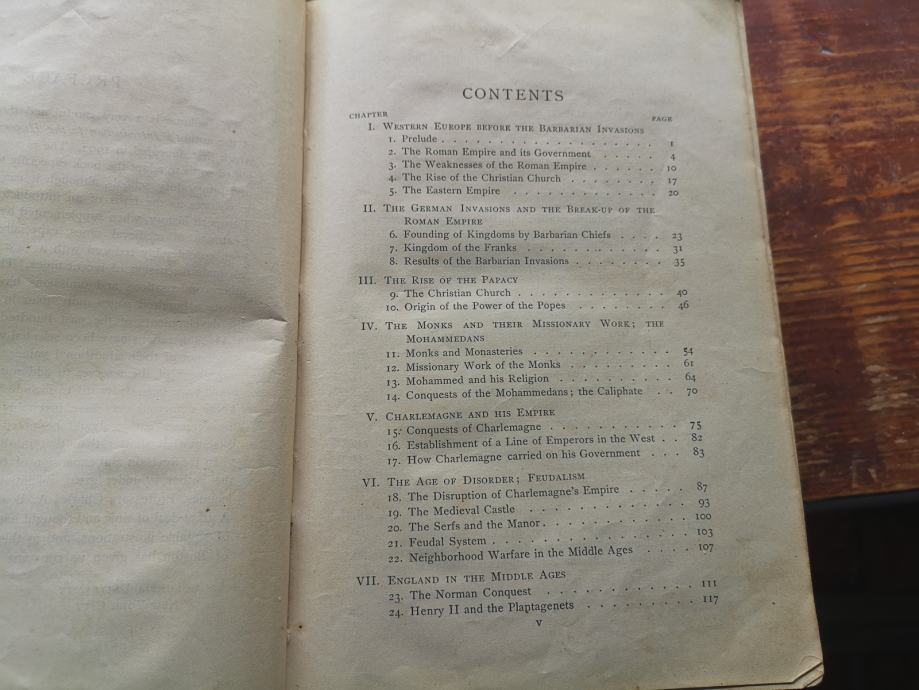 CONTENTS
CHAPTER PAGE
I. WESTERN EUROPE BEFORE THE BARBARIAN INVASIONS
1. Prelude . . . . . . . . . . . . . . . . . . 1
2. The Roman Empire and its Government . . . . . 4
3. The Weaknesses of the Roman Empire . . . . . . 10
4. The Rise of the Christian Church . . . . . . . . 17
5. The Eastern Empire . . . . . . . . . . . . 20
II. THE GERMAN INVASIONS AND THE BREAK-UP OF THE
ROMAN EMPIRE
6. Founding of Kingdoms by Barbarian Chiefs . . . . 23
7. Kingdom of the Franks . . . . . . . . . . . . 31
8. Results of the Barbarian Invasions . . . . . . . . 35
III. THE RISE OF THE PAPACY
9. The Christian Church . . . . . . . . . . . . . 40
10. Origin of the Power of the Popes . . . . . . . . 46
IV. THE MONKS AND THEIR MISSIONARY WORK; THE
MOHAMMEDANS
11. Monks and Monasteries . . . . . . . . . . . . 54
12. Missionary Work of the Monks . . . . . . . . . 61
13. Mohammed and his Religion . . . . . . . . . . 64
14. Conquests of the Mohammedans; the Caliphate . . 70
V. CHARLEMAGNE AND HIS EMPIRE
15. Conquests of Charlemagne . . . . . . . . . . . 75
16. Establishment of a Line of Emperors in the West . . 82
17. How Charlemagne carried on his Government . . . 83
VI. THE AGE OF DISORDER; FEUDALISM
18. The Disruption of Charlemagne's Empire . . . . . 87
19. The Medieval Castle . . . . . . . . . . . . . 93
20. The Serfs and the Manor . . . . . . . . . . . 100
21. Feudal System . . . . . . . . . . . . . . . . 103
22. Neighborhood Warfare in the Middle Ages . . . . . 107
VII. ENGLAND IN THE MIDDLE AGES
23. The Norman Conquest . . . . . . . . . . . . 111
24. Henry II and the Plantagenets . . . . . . . . . 117
v